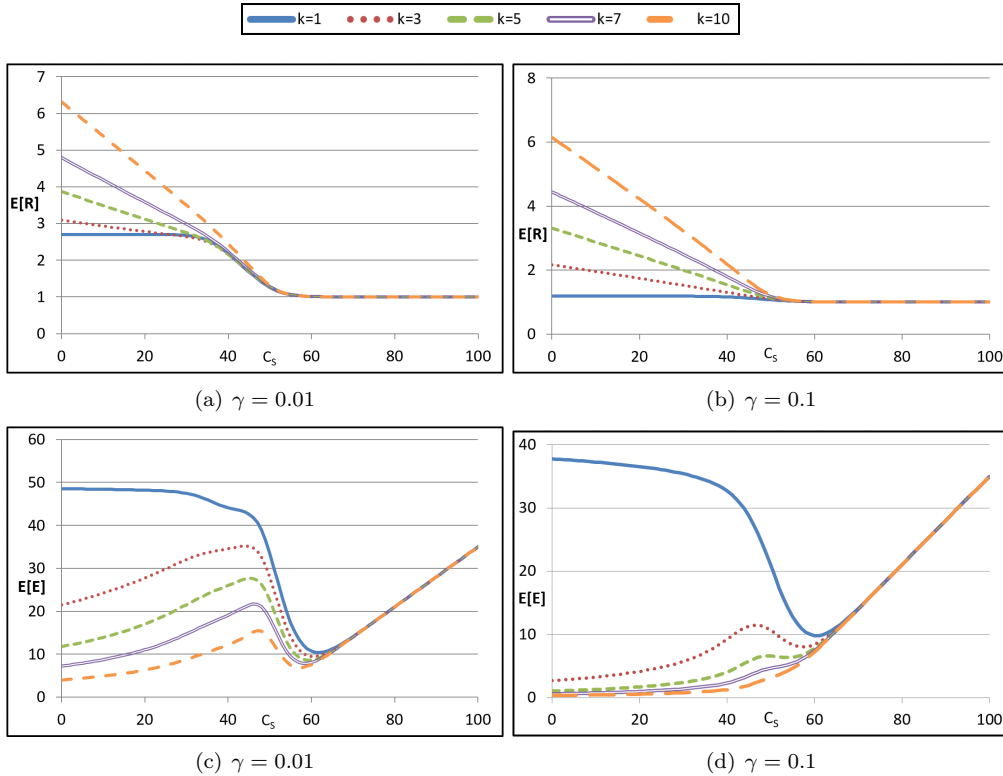 k=1 k=3 k=5 k=7 k=10
7
6
5
4
E[R]
3
2
1
0
0 20 40 C_S 60 80 100
(a) γ = 0.01
8
6
4
E[R]
2
0
0 20 40 C_S 60 80 100
(b) γ = 0.1
60
50
40
30
E[E]
20
10
0
0 20 40 C_S 60 80 100
(c) γ = 0.01
40
30
20
E[E]
10
0
0 20 40 C_S 60 80 100
(d) γ = 0.1